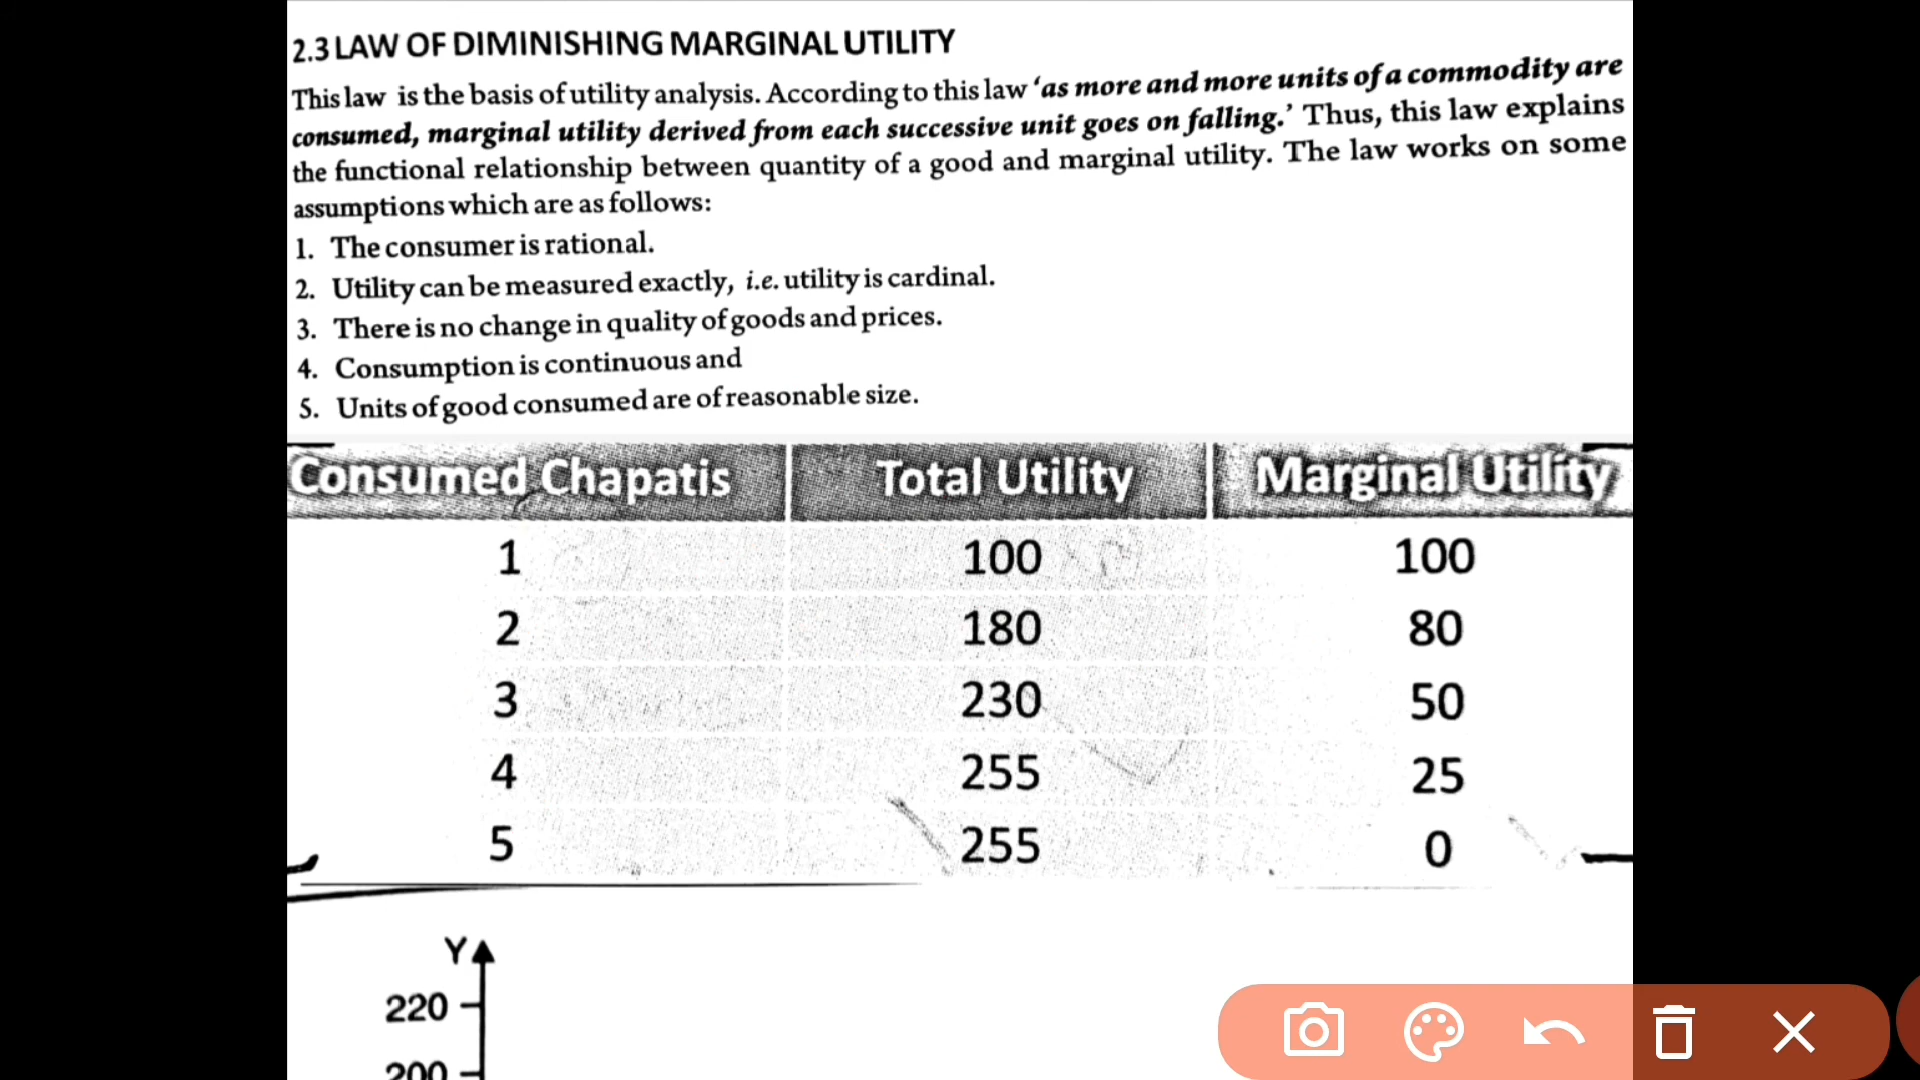 2.3 LAW OF DIMINISHING MARGINAL UTILITY
This law is the basis of utility analysis. According to this law ‘as more and more units of a commodity are
consumed, marginal utility derived from each successive unit goes on falling.’ Thus, this law explains
the functional relationship between quantity of a good and marginal utility. The law works on some
assumptions which are as follows:
1. The consumer is rational.
2. Utility can be measured exactly, i.e. utility is cardinal.
3. There is no change in quality of goods and prices.
4. Consumption is continuous and
5. Units of good consumed are of reasonable size.
Consumed Chapatis Total Utility Marginal Utility
1 100 100
2 180 80
3 230 50
4 255 25
5 255 0
Y
220
200